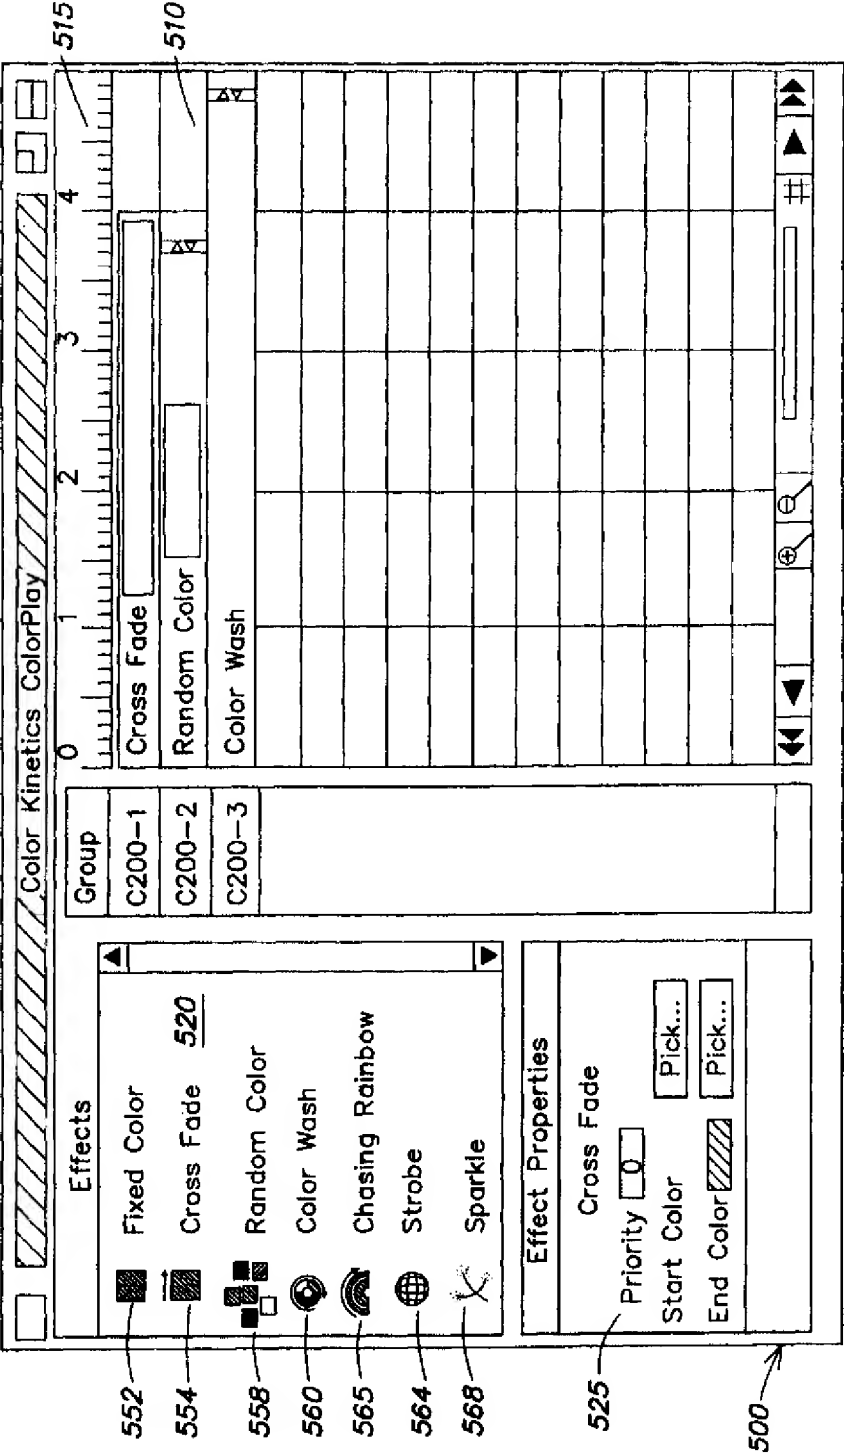 Color Kinetics ColorPlay
515
510
Effects
552 Fixed Color
554 Cross Fade 520
558 Random Color
560 Color Wash
565 Chasing Rainbow
564 Strobe
568 Sparkle
Effect Properties
Cross Fade
525 Priority 0
Start Color Pick...
End Color Pick...
500
Group
C200-1
C200-2
C200-3
0 1 2 3 4
Cross Fade
Random Color
Color Wash